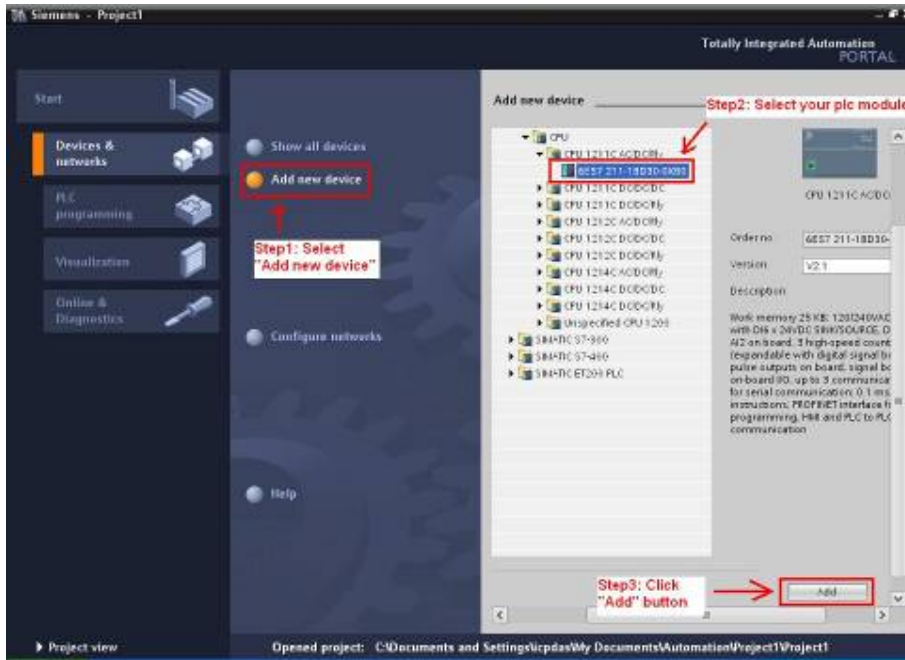 Siemens - Project1
Totally Integrated Automation
PORTAL
Start
Devices &
networks
PLC
programming
Visualization
Online &
Diagnostics
Show all devices
Add new device
Step1: Select
"Add new device"
Configure networks
Help
Add new device
Step2: Select your plc module
CPU
CPU 1211C AC/DC/Rly
6ES7 211-1BD30-0XB0
CPU 1211C DC/DC/DC
CPU 1211C DC/DC/Rly
CPU 1212C AC/DC/Rly
CPU 1212C DC/DC/DC
CPU 1212C DC/DC/Rly
CPU 1214C AC/DC/Rly
CPU 1214C DC/DC/DC
CPU 1214C DC/DC/Rly
Unspecified CPU 1200
SIMATIC S7-300
SIMATIC S7-400
SIMATIC ET200 PLC
CPU 1211C AC/DC
Order no
6ES7 211-1BD30-
Version
V2.1
Description
Work memory 25 KB; 120/240VAC
with DI6 x 24VDC SINK/SOURCE, D
AI2 on board, 3 high-speed count
(expandable with digital signal
pulse outputs on board, signal bo
on-board I/O, up to 3 communicat
for serial communication; 0.1 ms
instructions; PROFINET interface f
programming, HMI and PLC to PLC
communication
Step3: Click
"Add" button
Add
Project view
Opened project: C:\Documents and Settings\icpdas\My Documents\Automation\Project1\Project1